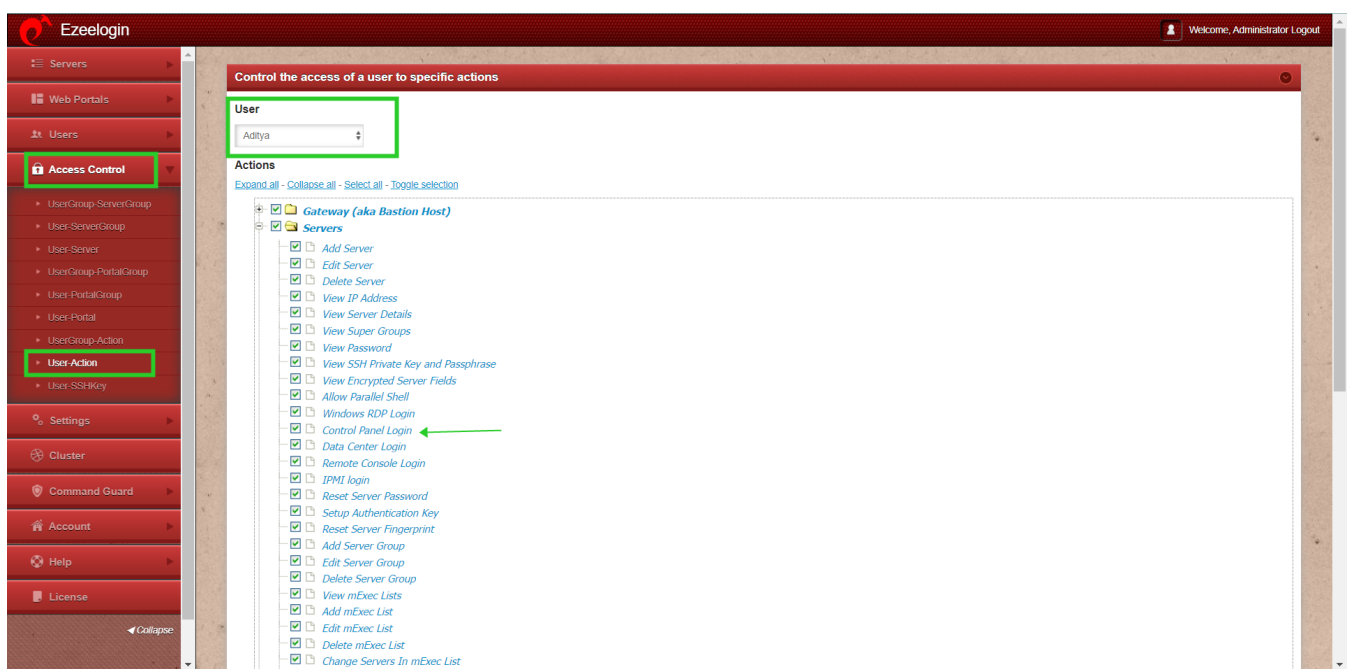 Ezeelogin
Welcome, Administrator Logout
Servers
Web Portals
Users
Access Control
UserGroup-ServerGroup
User-ServerGroup
User-Server
UserGroup-PortalGroup
User-PortalGroup
User-Portal
UserGroup-Action
User-Action
User-SSHKey
Settings
Cluster
Command Guard
Account
Help
License
Collapse
Control the access of a user to specific actions
User
Aditya
Actions
Expand all - Collapse all - Select all - Toggle selection
Gateway (aka Bastion Host)
Servers
Add Server
Edit Server
Delete Server
View IP Address
View Server Details
View Super Groups
View Password
View SSH Private Key and Passphrase
View Encrypted Server Fields
Allow Parallel Shell
Windows RDP Login
Control Panel Login
Data Center Login
Remote Console Login
IPMI login
Reset Server Password
Setup Authentication Key
Reset Server Fingerprint
Add Server Group
Edit Server Group
Delete Server Group
View mExec Lists
Add mExec List
Edit mExec List
Delete mExec List
Change Servers In mExec List